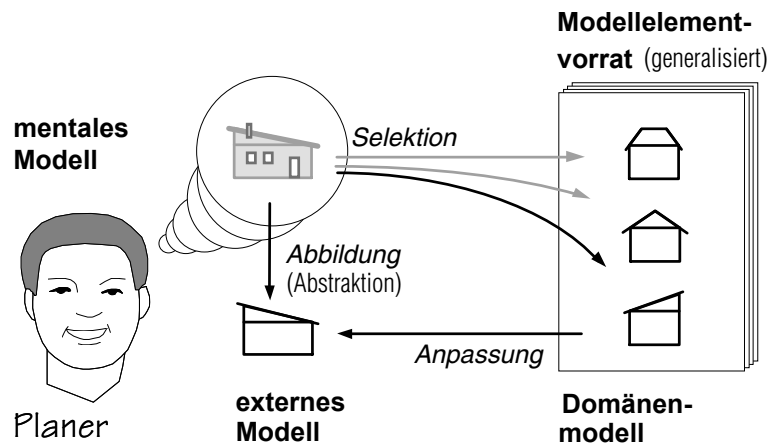 Modellelement-
vorrat (generalisiert)
mentales
Modell
Selektion
Abbildung
(Abstraktion)
Anpassung
Planer
externes
Modell
Domänen-
modell